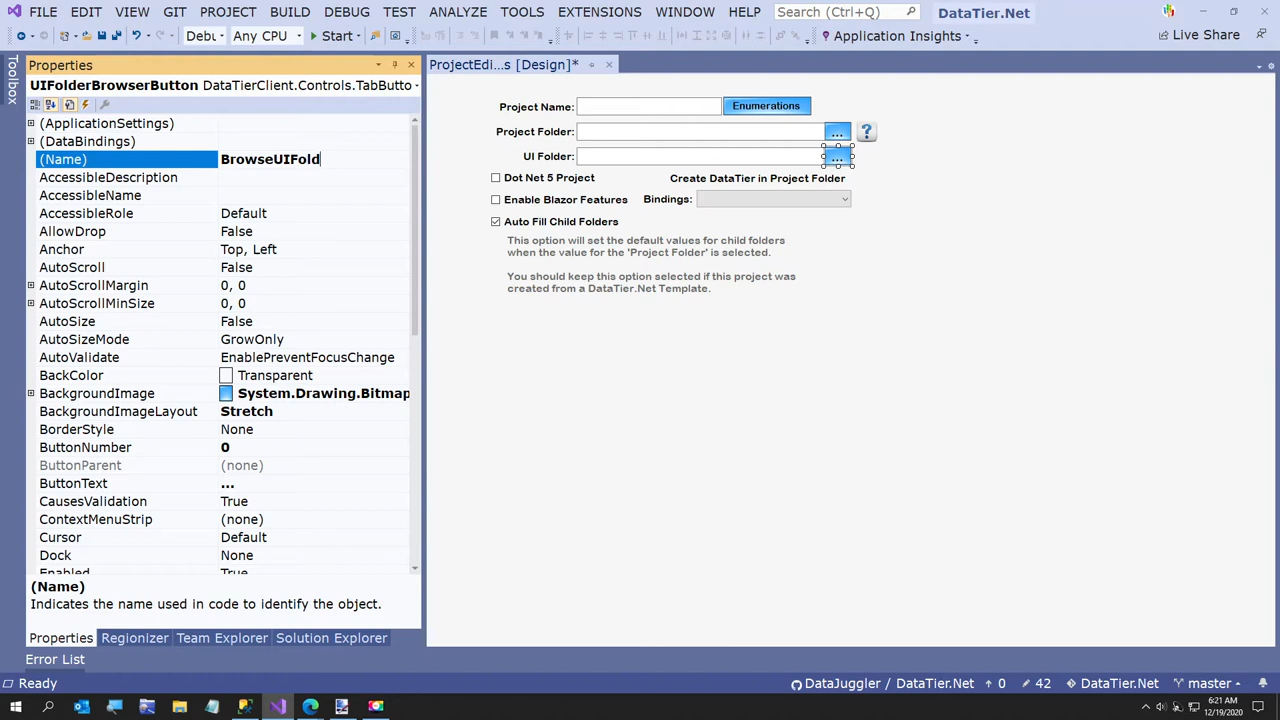 FILE EDIT VIEW GIT PROJECT BUILD DEBUG TEST ANALYZE TOOLS EXTENSIONS WINDOW HELP Search (Ctrl+Q) DataTier.Net
Debu Any CPU Start Application Insights Live Share
Toolbox
Properties
ProjectEdi...s [Design]*
UIFolderBrowserButton DataTierClient.Controls.TabButto
(ApplicationSettings)
(DataBindings)
(Name) BrowseUIFold
AccessibleDescription
AccessibleName
AccessibleRole Default
AllowDrop False
Anchor Top, Left
AutoScroll False
AutoScrollMargin 0, 0
AutoScrollMinSize 0, 0
AutoSize False
AutoSizeMode GrowOnly
AutoValidate EnablePreventFocusChange
BackColor Transparent
BackgroundImage System.Drawing.Bitmap
BackgroundImageLayout Stretch
BorderStyle None
ButtonNumber 0
ButtonParent (none)
ButtonText ...
CausesValidation True
ContextMenuStrip (none)
Cursor Default
Dock None
Enabled True
(Name)
Indicates the name used in code to identify the object.
Properties Regionizer Team Explorer Solution Explorer
Project Name: Enumerations
Project Folder: ... ?
UI Folder: ...
Dot Net 5 Project Create DataTier in Project Folder
Enable Blazor Features Bindings:
Auto Fill Child Folders
This option will set the default values for child folders
when the value for the 'Project Folder' is selected.
You should keep this option selected if this project was
created from a DataTier.Net Template.
Error List
Ready DataJuggler / DataTier.Net 0 42 DataTier.Net master
6:21 AM
12/19/2020